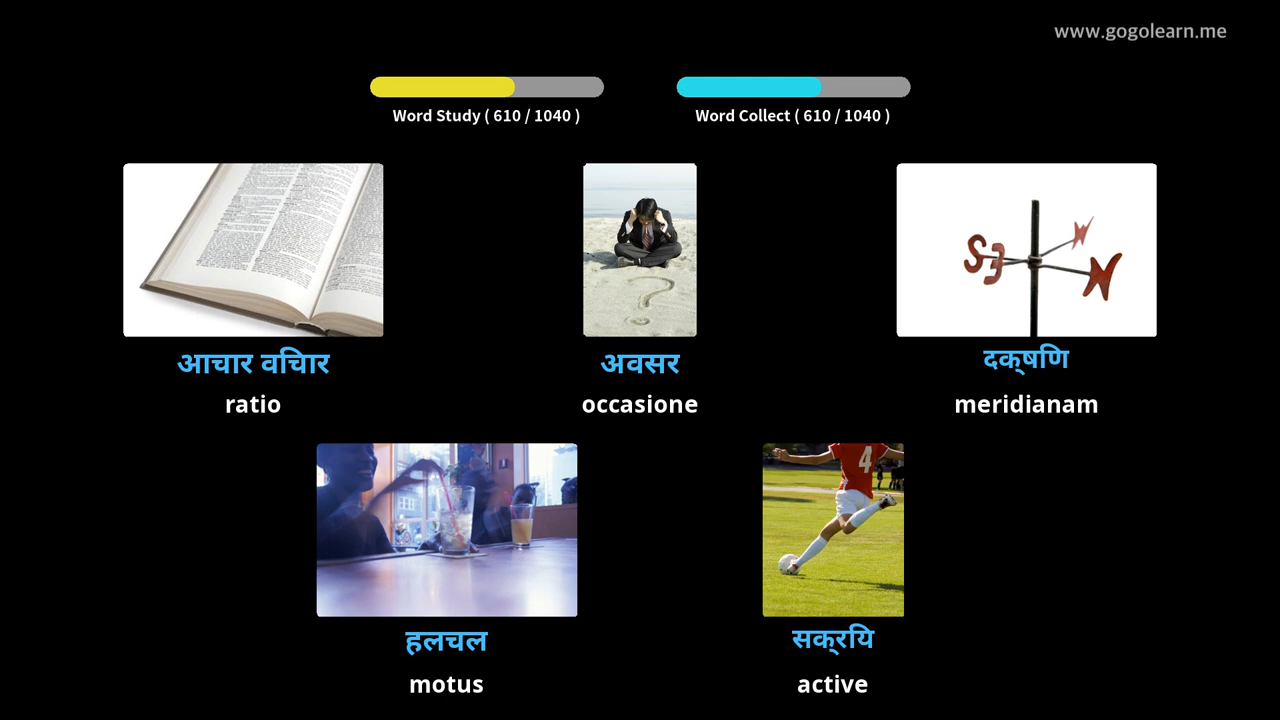 www.gogolearn.me
Word Study ( 610 / 1040 )
Word Collect ( 610 / 1040 )
आचार वचिार
ratio
अवसर
occasione
S
E
N
दक्‌षणि
meridianam
4
हलचल
motus
सक्‌रयि
active